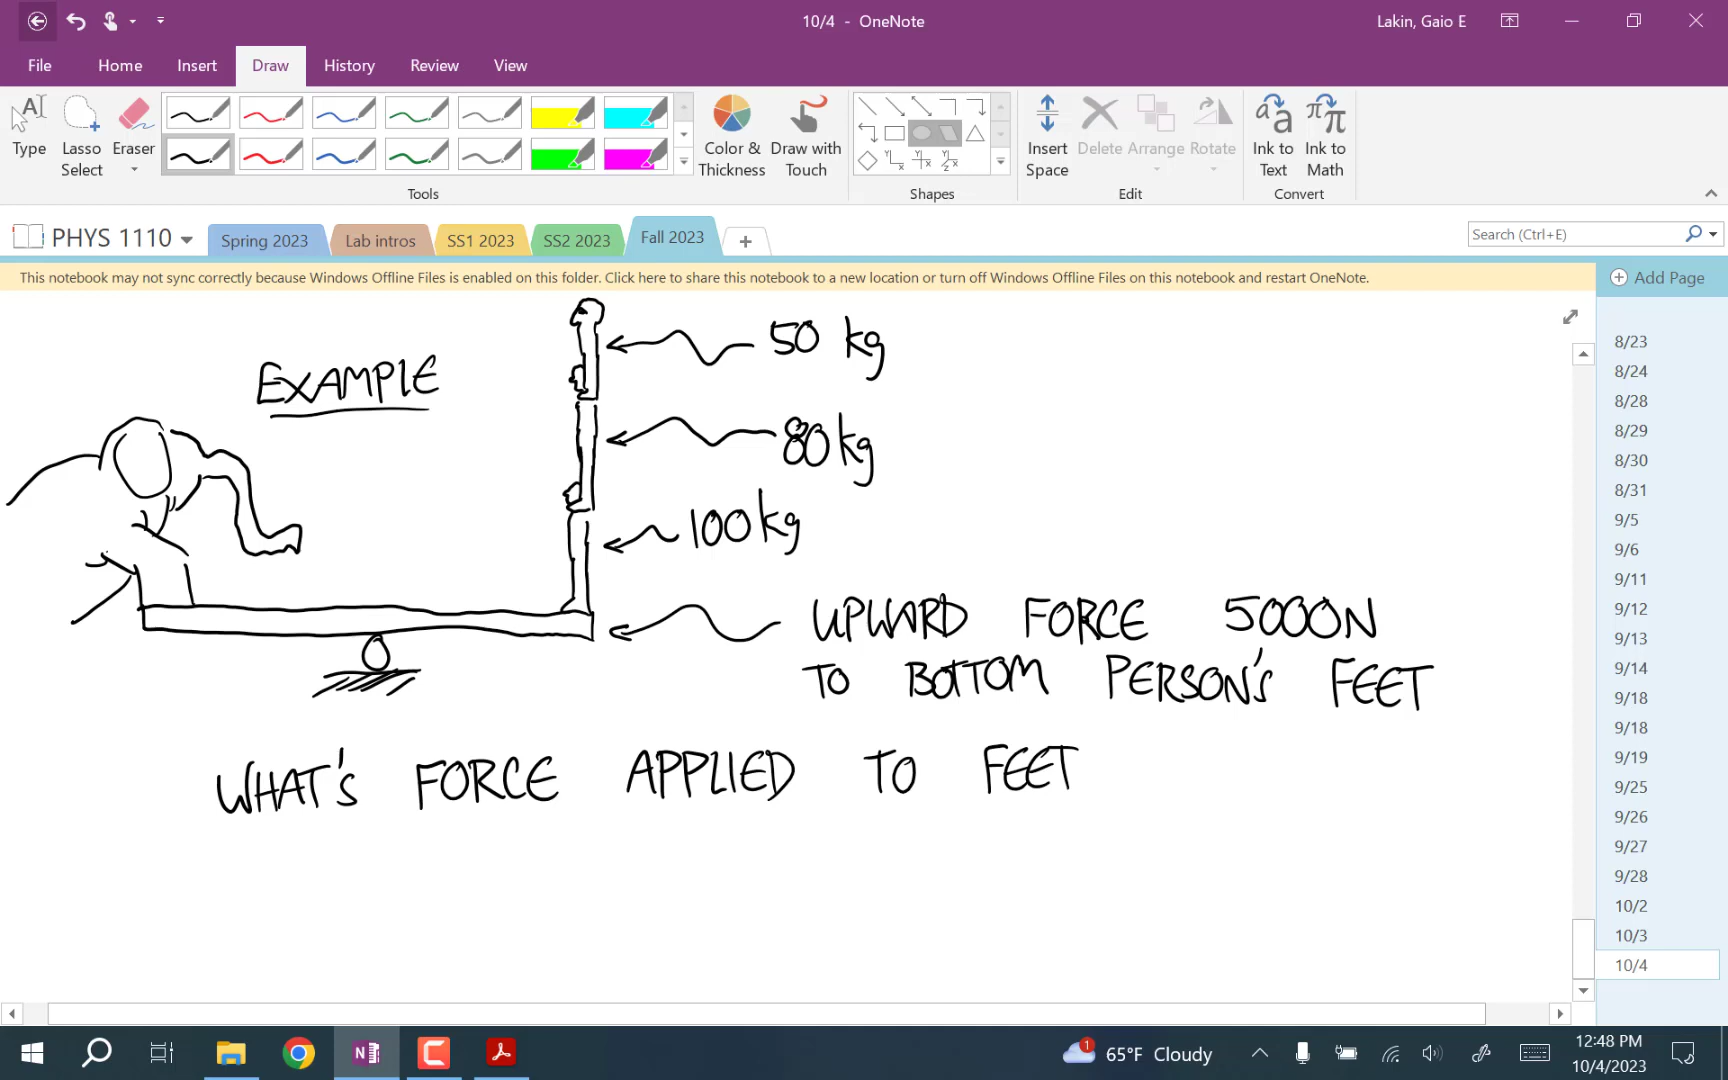 10/4 - OneNote
Lakin, Gaio E
File Home Insert Draw History Review View
Type
Lasso Select
Eraser
Color & Thickness
Draw with Touch
Insert Space
Delete
Arrange
Rotate
Ink to Text
Ink to Math
Tools
Shapes
Edit
Convert
PHYS 1110
Spring 2023
Lab intros
SS1 2023
SS2 2023
Fall 2023
Search (Ctrl+E)
This notebook may not sync correctly because Windows Offline Files is enabled on this folder. Click here to share this notebook to a new location or turn off Windows Offline Files on this notebook and restart OneNote.
Add Page
EXAMPLE
50 kg
80 kg
100 kg
UPWARD FORCE 5000N
TO BOTTOM PERSON'S FEET
WHAT'S FORCE APPLIED TO FEET
8/23
8/24
8/28
8/29
8/30
8/31
9/5
9/6
9/11
9/12
9/13
9/14
9/18
9/18
9/19
9/25
9/26
9/27
9/28
10/2
10/3
10/4
65°F Cloudy
12:48 PM
10/4/2023